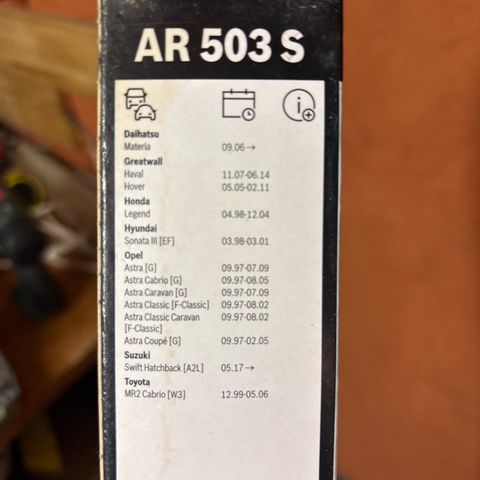 AR 503 S
Daihatsu
Materia 09.06→
Greatwall
Haval 11.07-06.14
Hover 05.05-02.11
Honda
Legend 04.98-12.04
Hyundai
Sonata III [EF] 03.98-03.01
Opel
Astra [G] 09.97-07.09
Astra Cabrio [G] 09.97-08.05
Astra Caravan [G] 09.97-07.09
Astra Classic [F-Classic] 09.97-08.02
Astra Classic Caravan 09.97-08.02
[F-Classic]
Astra Coupé [G] 09.97-02.05
Suzuki
Swift Hatchback [A2L] 05.17→
Toyota
MR2 Cabrio [W3] 12.99-05.06